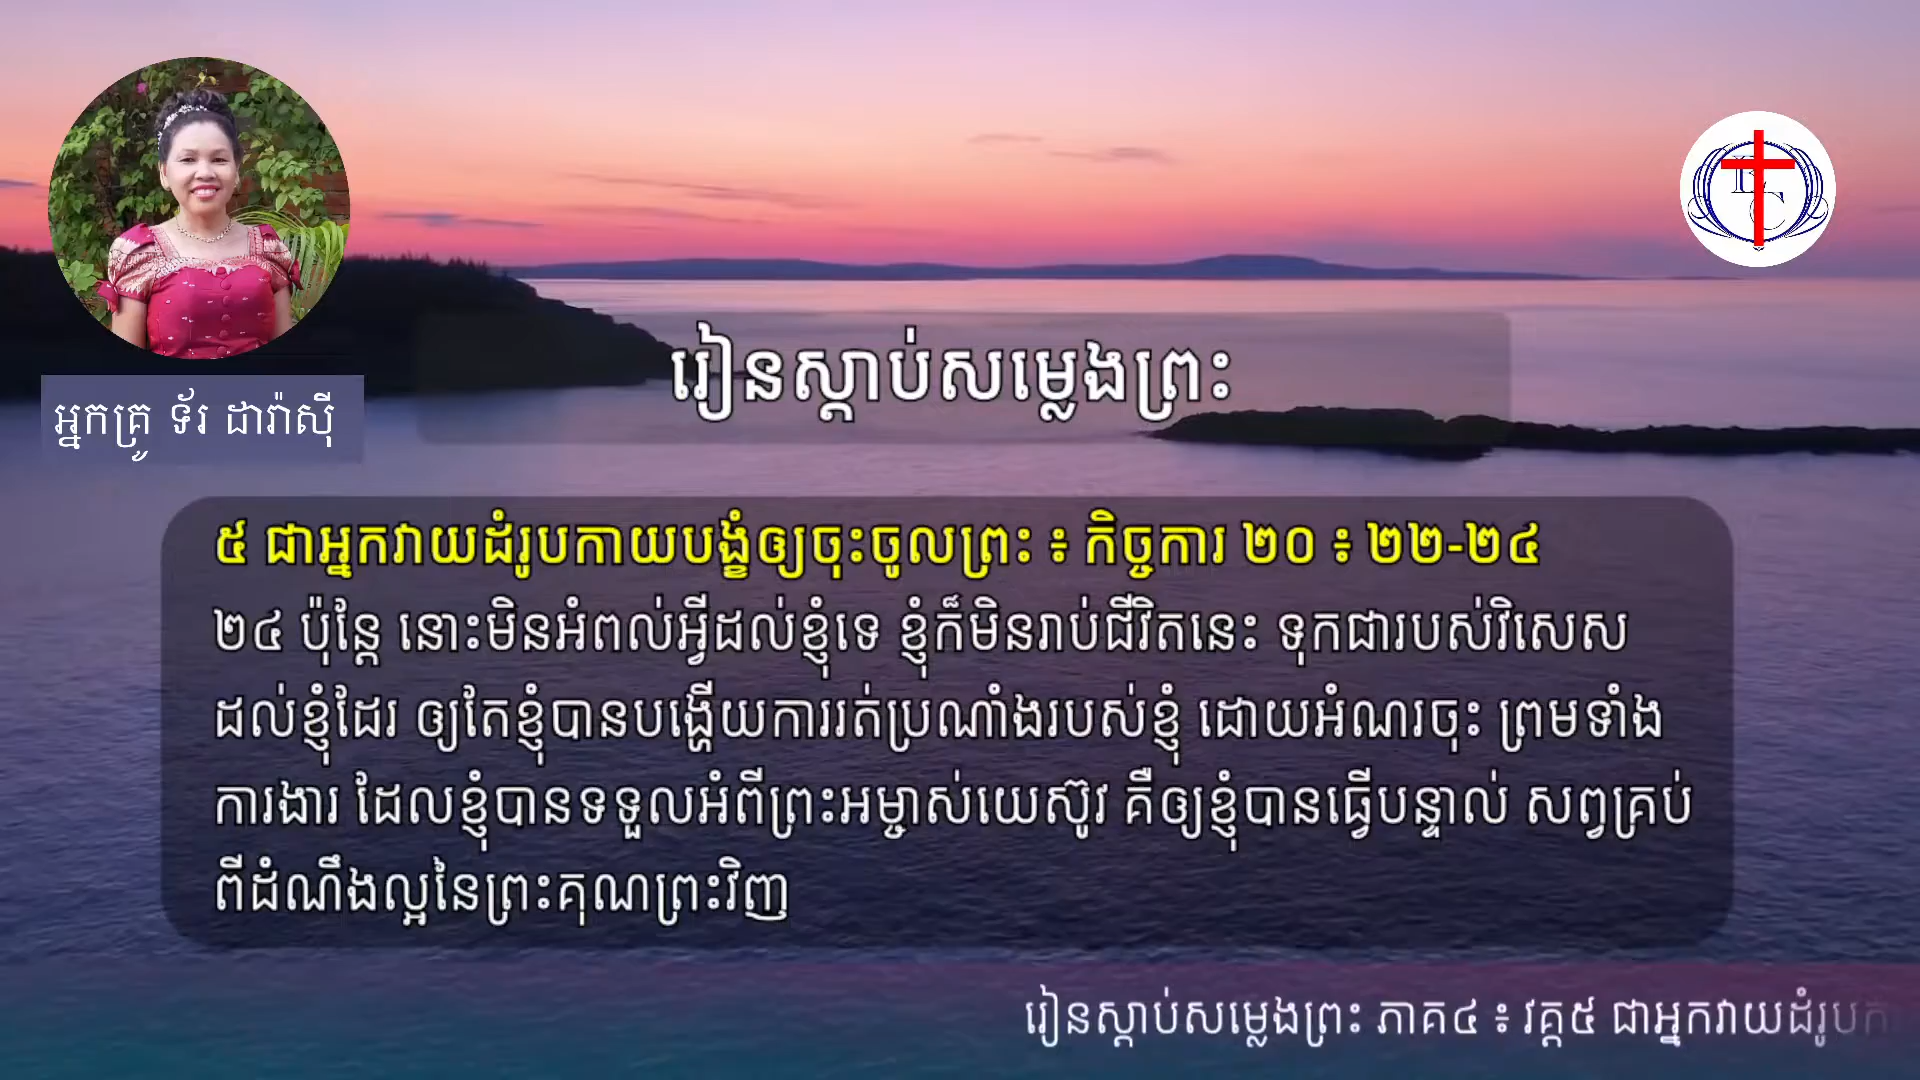 អ្នកគ្រូ ទ័រ ដារ៉ាស៊ី
រៀនស្តាប់សម្លេងព្រះ
៥ ជាអ្នកវាយដំរូបកាយបង្ខំឲ្យចុះចូលព្រះ ៖ កិច្ចការ ២០ ៖ ២២-២៤
២៤ ប៉ុន្តែ នោះមិនអំពល់អ្វីដល់ខ្ញុំទេ ខ្ញុំក៏មិនរាប់ជីវិតនេះ ទុកជារបស់វិសេស
ដល់ខ្ញុំដែរ ឲ្យតែខ្ញុំបានបង្ហើយការរត់ប្រណាំងរបស់ខ្ញុំ ដោយអំណរចុះ ព្រមទាំង
ការងារ ដែលខ្ញុំបានទទួលអំពីព្រះអម្ចាស់យេស៊ូវ គឺឲ្យខ្ញុំបានធ្វើបន្ទាល់ សព្វគ្រប់
ពីដំណឹងល្អនៃព្រះគុណព្រះវិញ
រៀនស្តាប់សម្លេងព្រះ ភាគ៤ ៖ វគ្គ៥ ជាអ្នកវាយដំរូបក